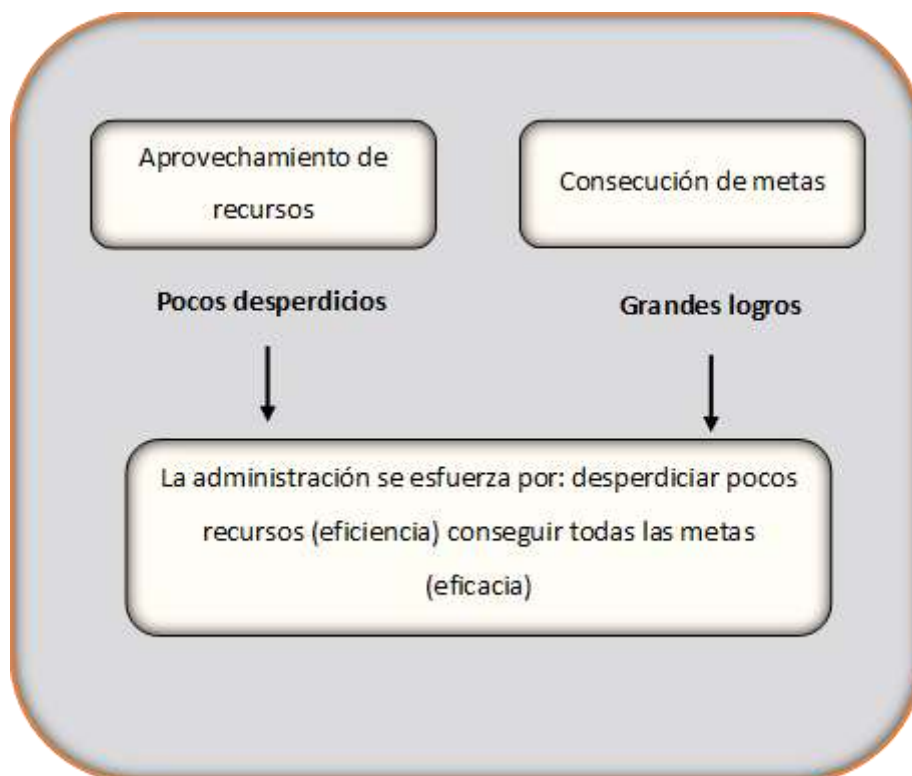 Aprovechamiento de
recursos
Consecución de metas
Pocos desperdicios
Grandes logros
La administración se esfuerza por: desperdiciar pocos
recursos (eficiencia) conseguir todas las metas
(eficacia)